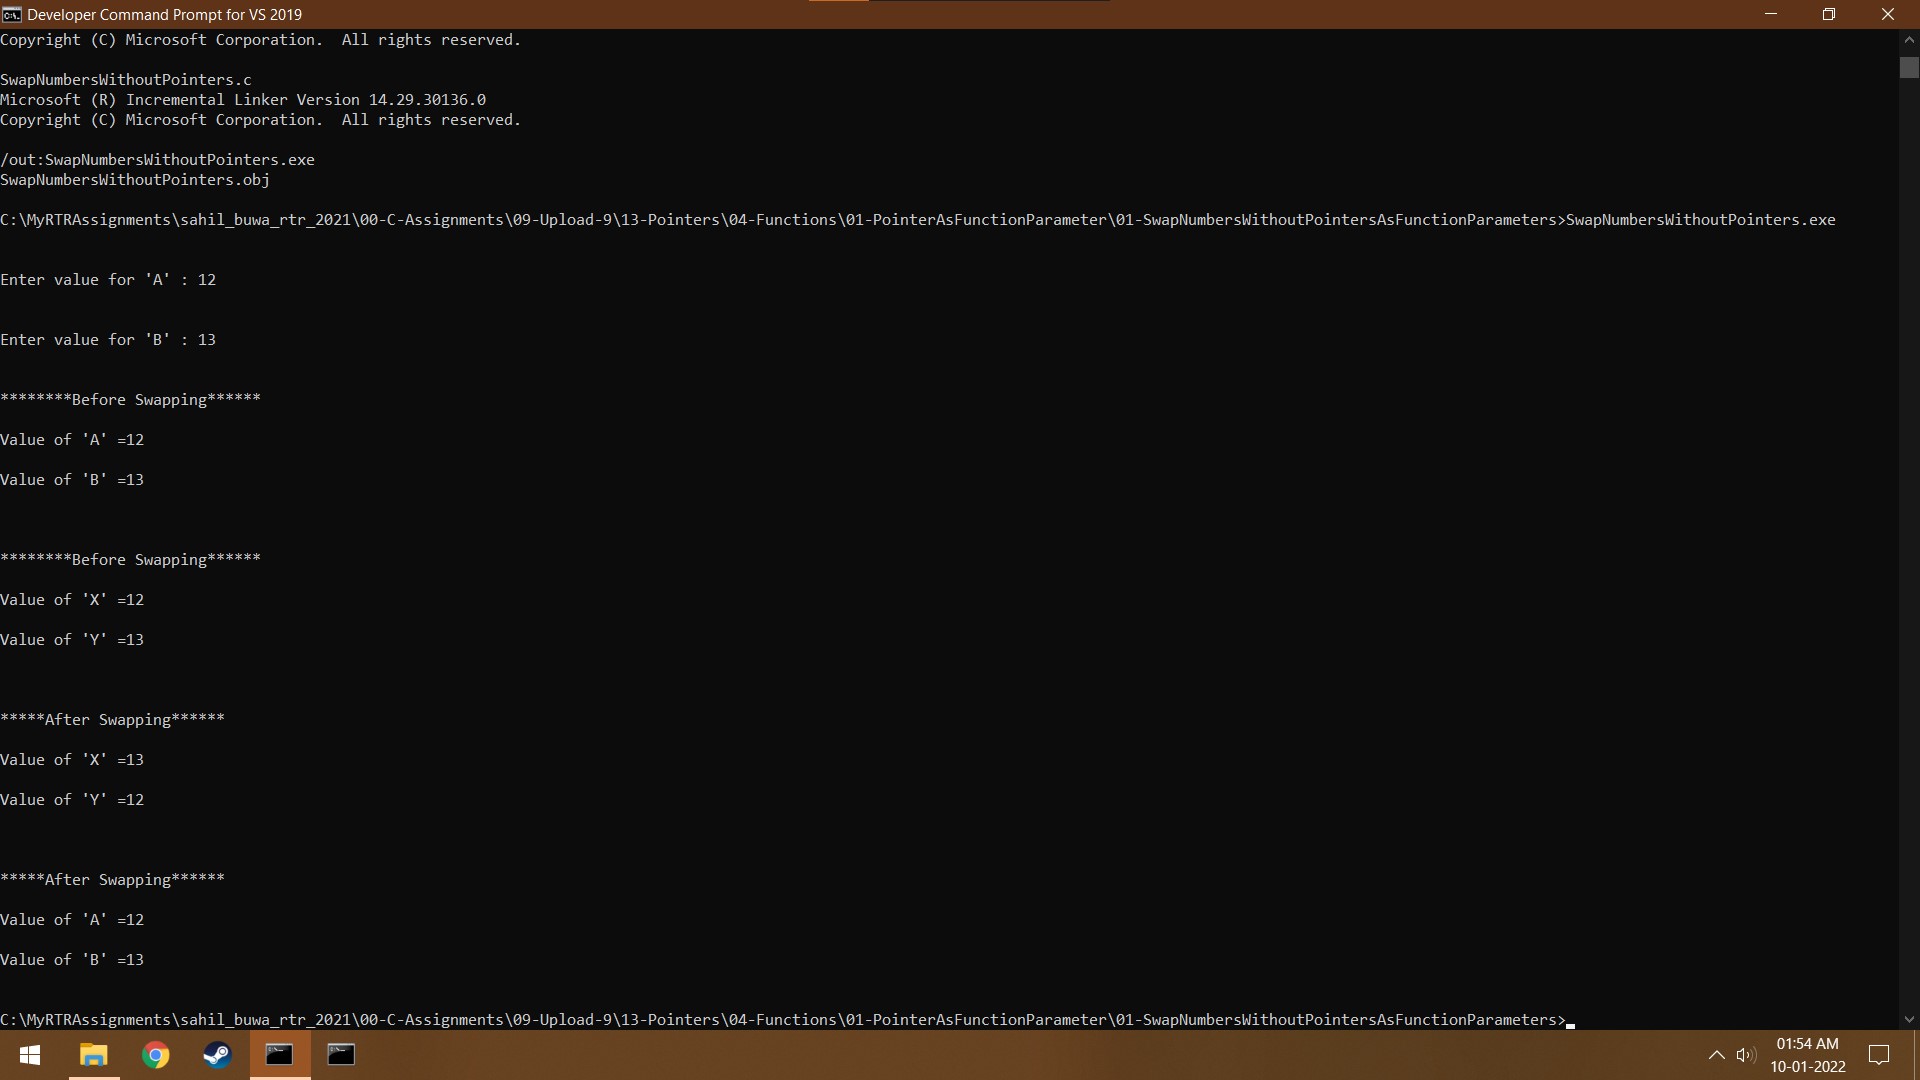 Developer Command Prompt for VS 2019
Copyright (C) Microsoft Corporation.  All rights reserved.
SwapNumbersWithoutPointers.c
Microsoft (R) Incremental Linker Version 14.29.30136.0
Copyright (C) Microsoft Corporation.  All rights reserved.
/out:SwapNumbersWithoutPointers.exe
SwapNumbersWithoutPointers.obj
C:\MyRTRAssignments\sahil_buwa_rtr_2021\00-C-Assignments\09-Upload-9\13-Pointers\04-Functions\01-PointerAsFunctionParameter\01-SwapNumbersWithoutPointersAsFunctionParameters>SwapNumbersWithoutPointers.exe
Enter value for 'A' : 12
Enter value for 'B' : 13
********Before Swapping******
Value of 'A' =12
Value of 'B' =13
********Before Swapping******
Value of 'X' =12
Value of 'Y' =13
*****After Swapping******
Value of 'X' =13
Value of 'Y' =12
*****After Swapping******
Value of 'A' =12
Value of 'B' =13
C:\MyRTRAssignments\sahil_buwa_rtr_2021\00-C-Assignments\09-Upload-9\13-Pointers\04-Functions\01-PointerAsFunctionParameter\01-SwapNumbersWithoutPointersAsFunctionParameters>
01:54 AM
10-01-2022